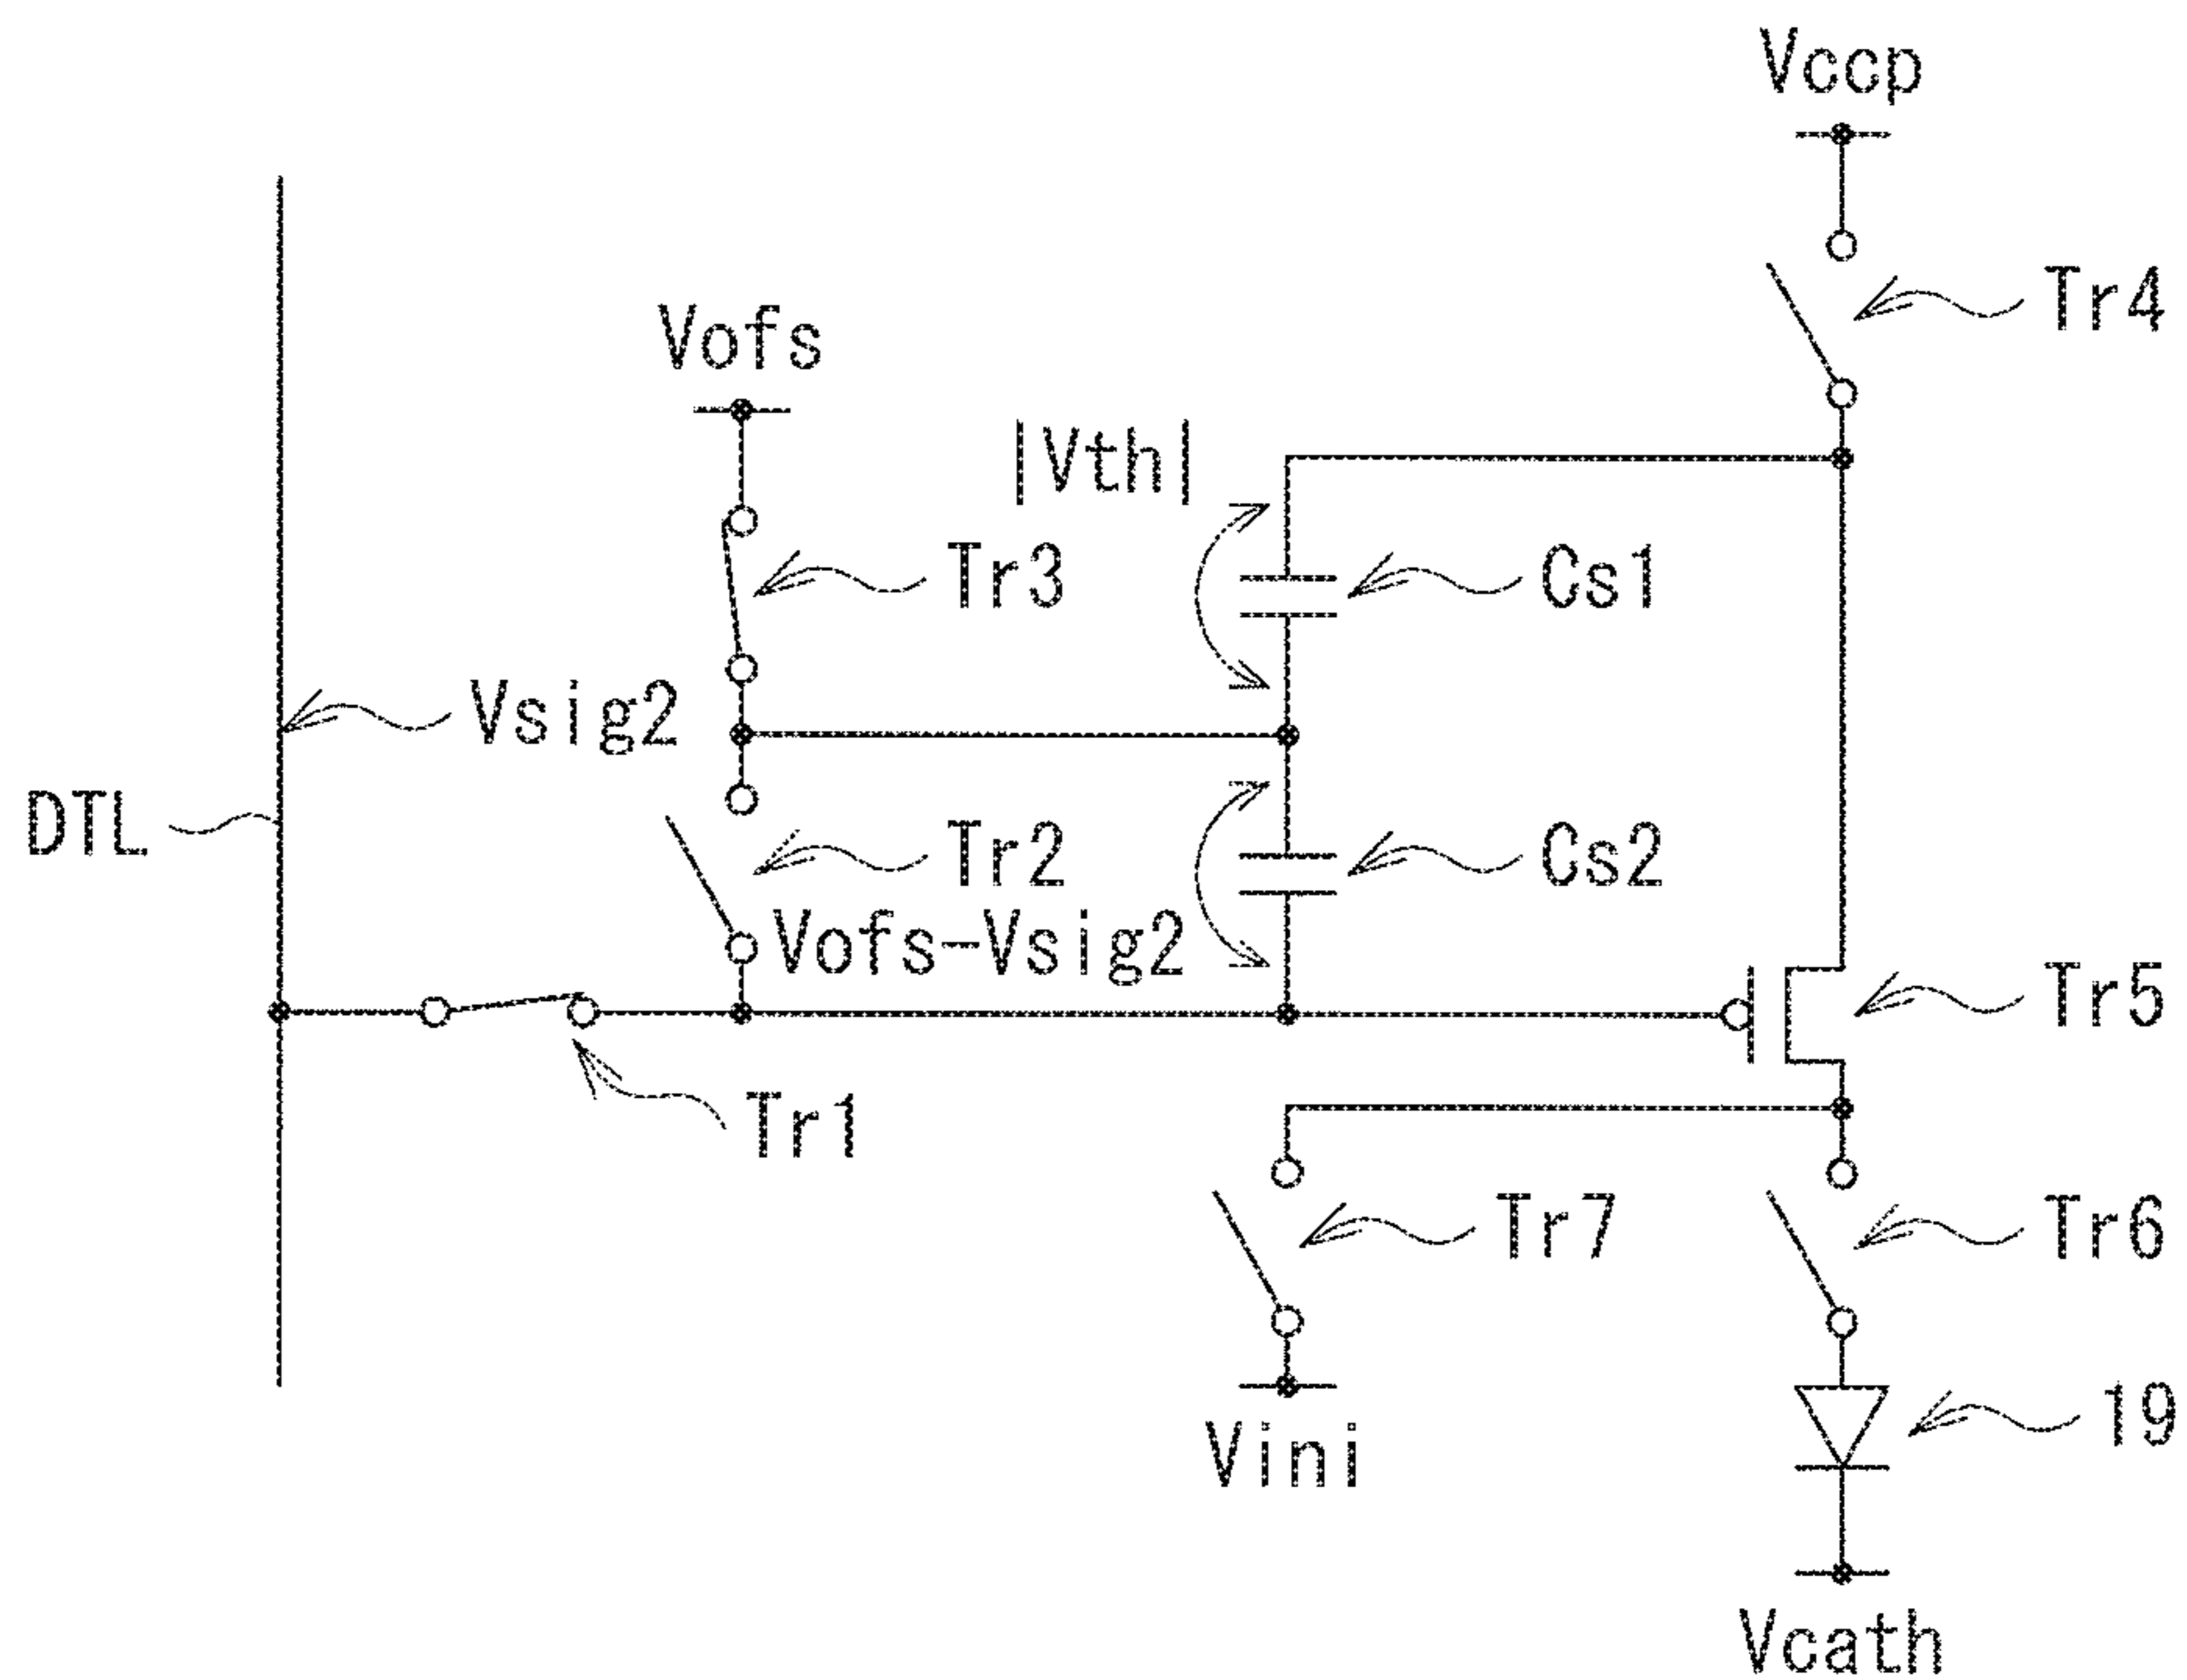 Vccp
Tr4
Vofs
|Vth|
Tr3
Cs1
Vsig2
DTL
Tr2
Cs2
Vofs-Vsig2
Tr5
Tr1
Tr7
Tr6
19
Vini
Vcath